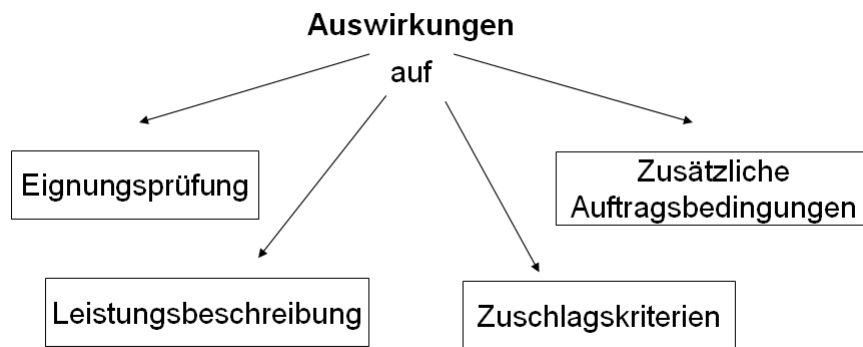 Auswirkungen
auf
Eignungsprüfung
Zusätzliche
Auftragsbedingungen
Leistungsbeschreibung
Zuschlagskriterien